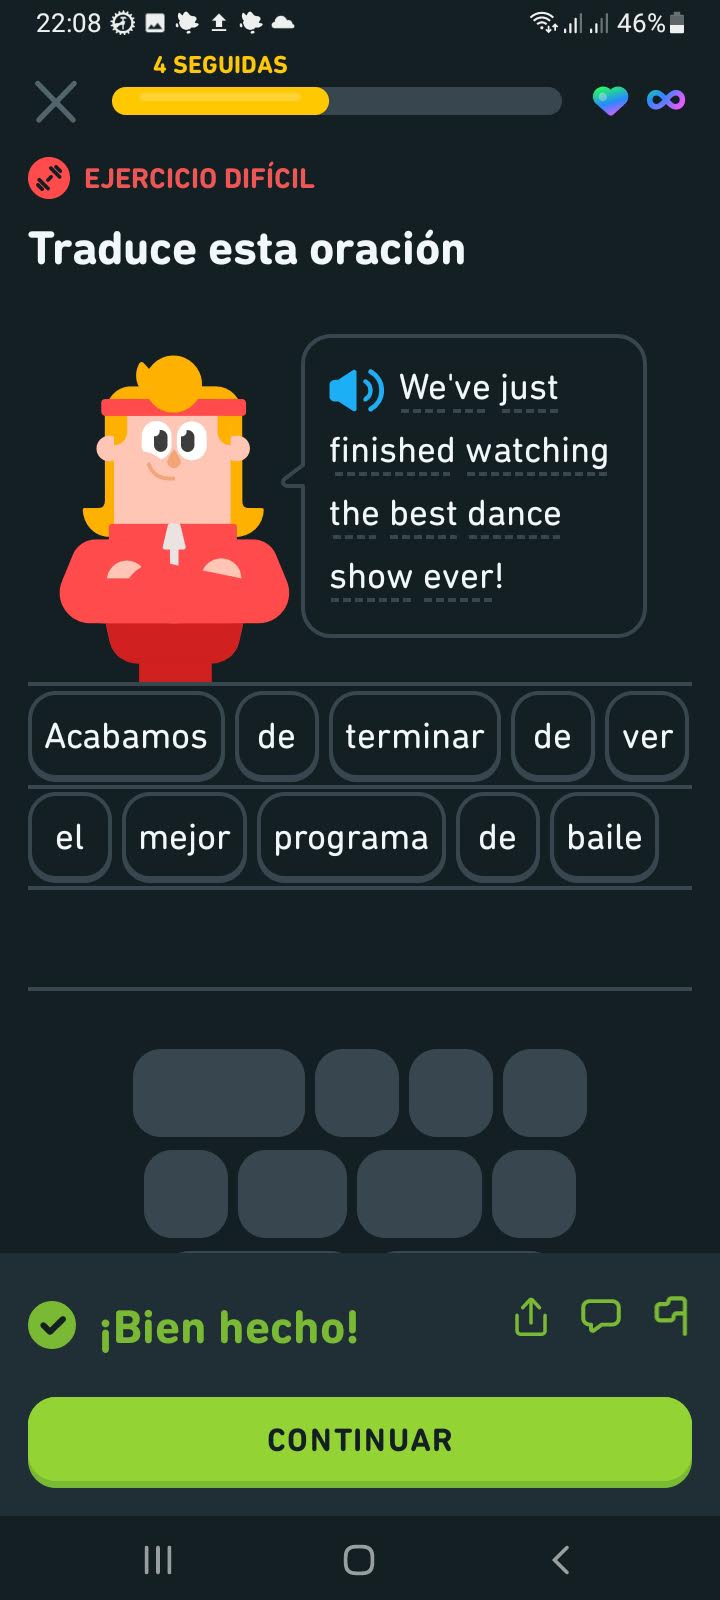 22:08 46%
4 SEGUIDAS
EJERCICIO DIFÍCIL
Traduce esta oración
We've just
finished watching
the best dance
show ever!
Acabamos de terminar de ver
el mejor programa de baile
¡Bien hecho!
CONTINUAR